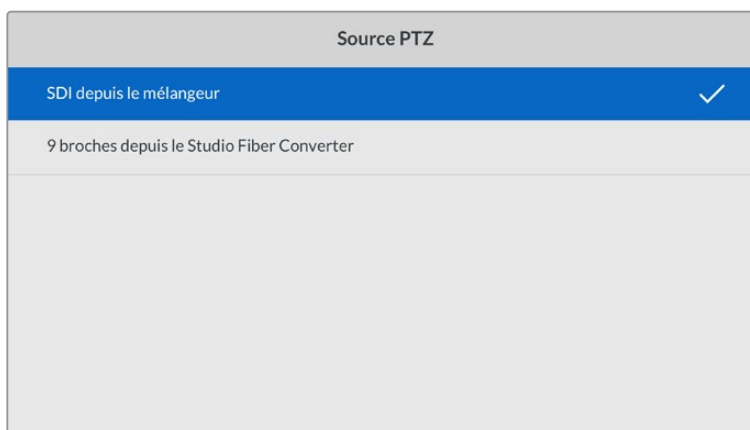 Source PTZ
SDI depuis le mélangeur
9 broches depuis le Studio Fiber Converter